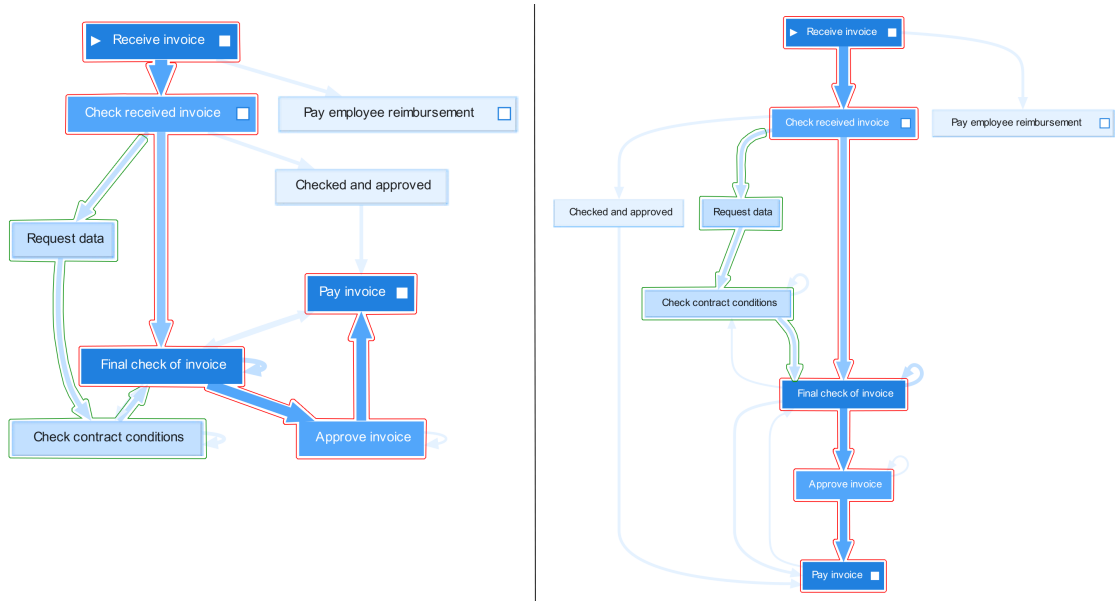 Receive invoice
Check received invoice
Pay employee reimbursement
Checked and approved
Request data
Pay invoice
Final check of invoice
Check contract conditions
Approve invoice
Receive invoice
Check received invoice
Pay employee reimbursement
Checked and approved
Request data
Check contract conditions
Final check of invoice
Approve invoice
Pay invoice